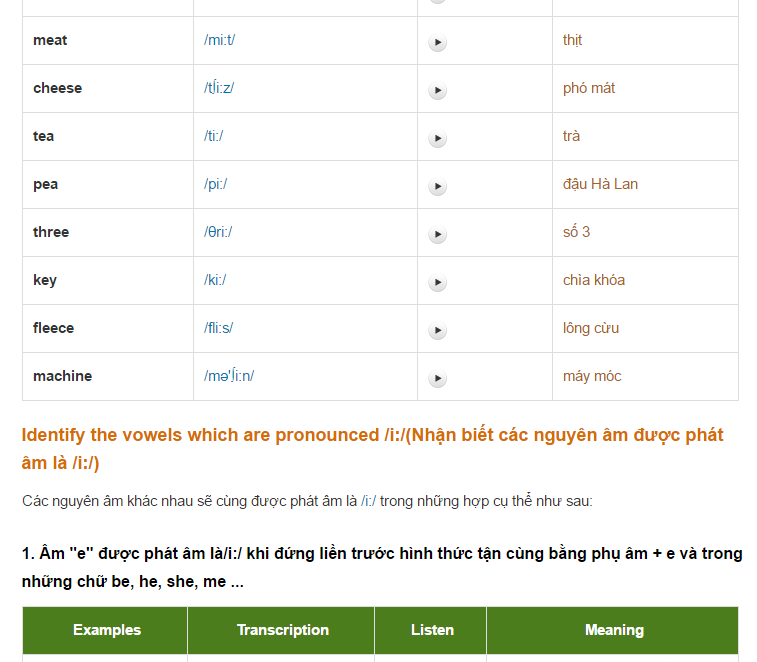 meat /mi:t/ thịt
cheese /tʃi:z/ phó mát
tea /ti:/ trà
pea /pi:/ đậu Hà Lan
three /θri:/ số 3
key /ki:/ chìa khóa
fleece /fli:s/ lông cừu
machine /mə'ʃi:n/ máy móc
Identify the vowels which are pronounced /i:/(Nhận biết các nguyên âm được phát
âm là /i:/)
Các nguyên âm khác nhau sẽ cùng được phát âm là /i:/ trong những hợp cụ thể như sau:
1. Âm "e" được phát âm là/i:/ khi đứng liền trước hình thức tận cùng bằng phụ âm + e và trong
những chữ be, he, she, me ...
Examples Transcription Listen Meaning